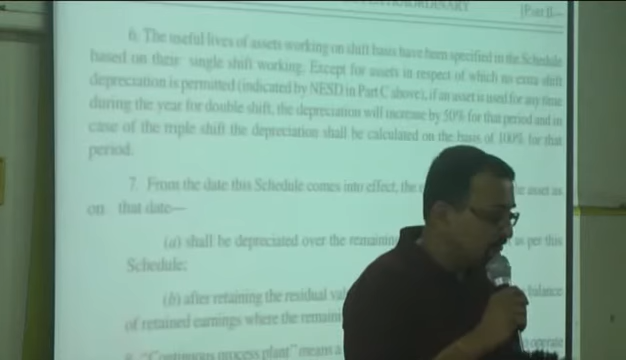 EXTRAORDINARY [PART II—
6. The useful lives of assets working on shift basis have been specified in the Schedule
based on their single shift working. Except for assets in respect of which no extra shift
depreciation is permitted (indicated by NESD in Part C above), if an asset is used for any time
during the year for double shift, the depreciation will increase by 50% for that period and in
case of the triple shift the depreciation shall be calculated on the basis of 100% for that
period.
7. From the date this Schedule comes into effect, the asset as
on that date—
(a) shall be depreciated over the remaining as per this
Schedule;
(b) after retaining the residual balance
of retained earnings where the
"Continuous process plant" means a operate